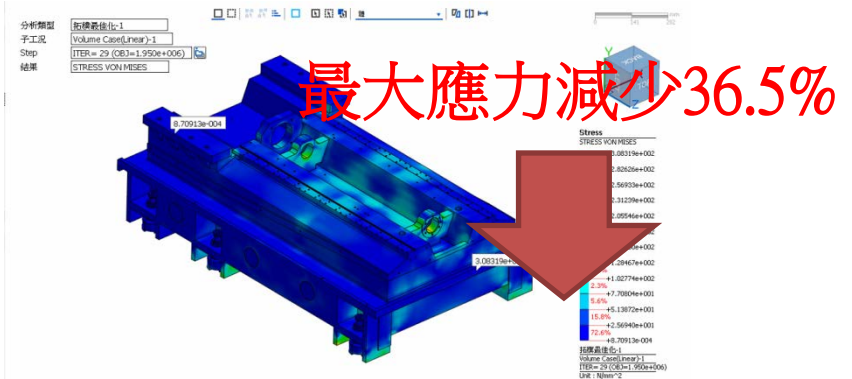 分析類型 拓樸最佳化-1
子工況 Volume Case(Linear)-1
Step ITER= 29 (OBJ=1.950e+006)
結果 STRESS VON MISES
mm
最大應力減少36.5%
Y
Z
8.70913e-004
3.08319e+
Stress
STRESS VON MISES
3.08319e+002
2.82626e+002
2.56933e+002
2.31239e+002
2.05546e+002
1.28467e+002
+1.02774e+002
2.3%
+7.70804e+001
5.6%
+5.13872e+001
15.8%
+2.56940e+001
72.6%
+8.70913e-004
拓樸最佳化-1
Volume Case(Linear)-1
ITER= 29 (OBJ=1.950e+006)
Unit : N/mm^2